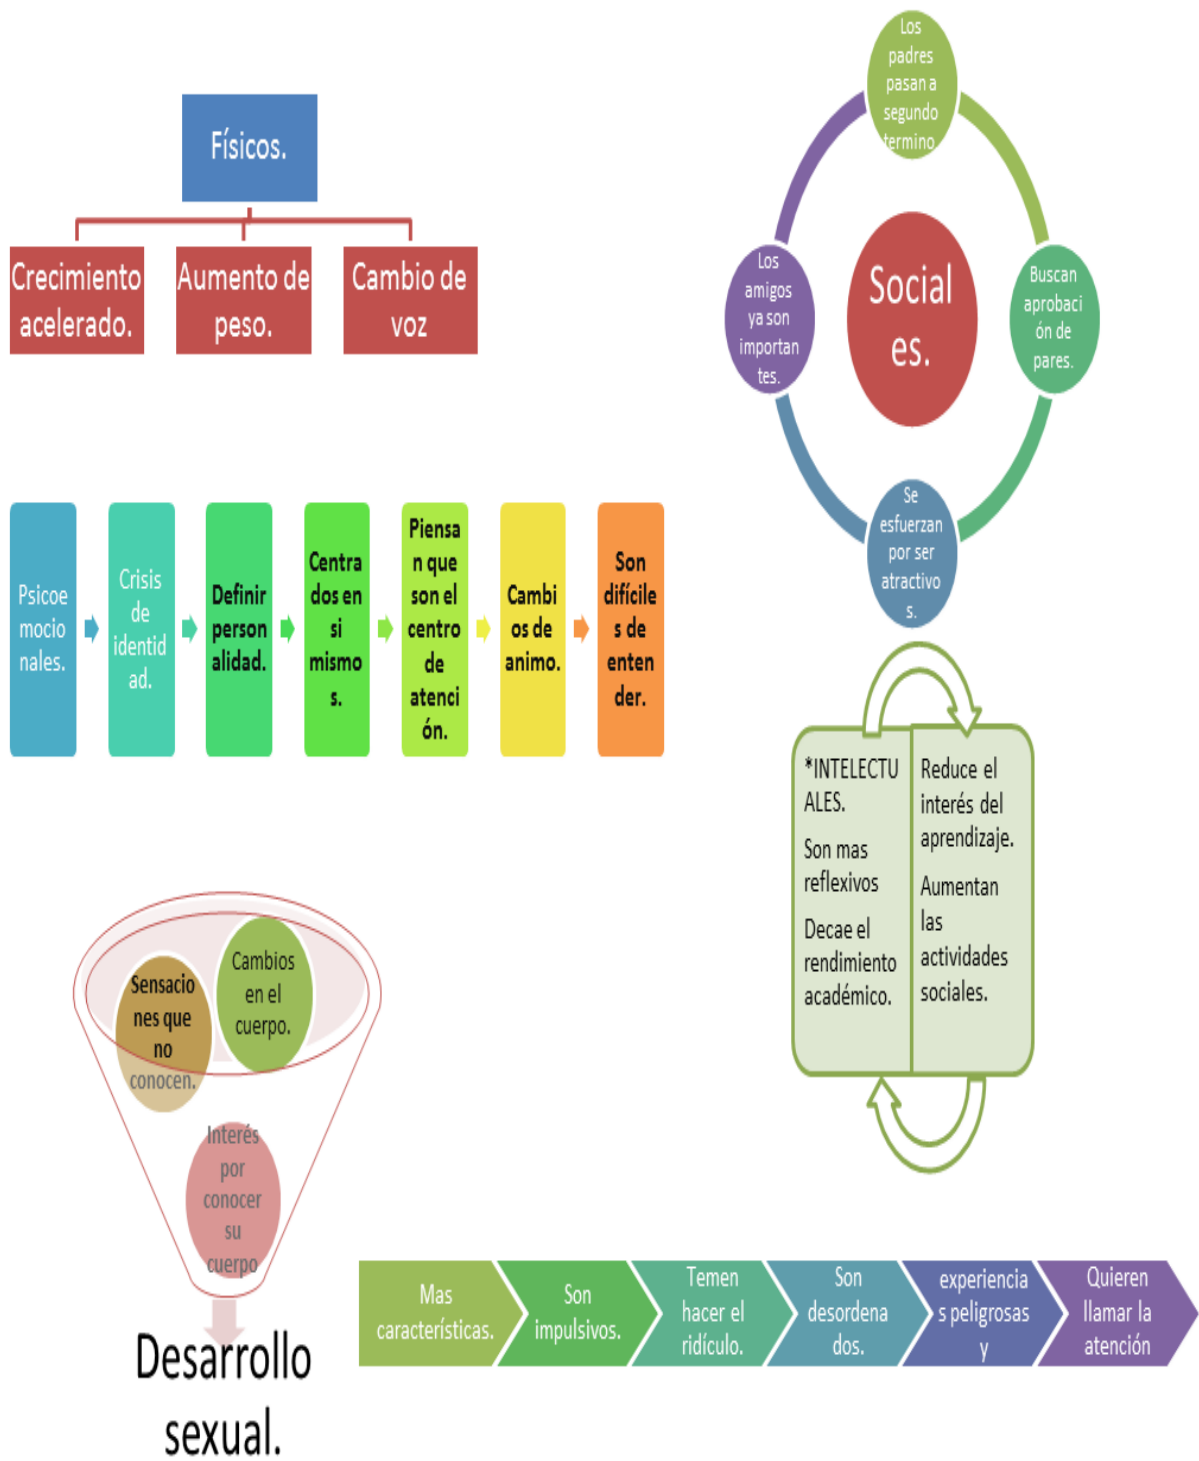 Físicos.
Crecimiento
acelerado.
Aumento de
peso.
Cambio de
voz
Los
padres
pasan a
segundo
termino
Social
es.
Buscan
aprobaci
ón de
pares.
Se
esfuerzan
por ser
atractivo
s.
Los
amigos
ya son
importan
tes.
Psicoe
mocio
nales.
Crisis
de
identid
ad.
Definir
person
alidad.
Centra
dos en
si
mismo
s.
Piensa
n que
son el
centro
de
atenci
ón.
Cambi
os de
animo.
Son
difícile
s de
enten
der.
*INTELECTU
ALES.
Son mas
reflexivos
Decae el
rendimiento
académico.
Reduce el
interés del
aprendizaje.
Aumentan
las
actividades
sociales.
Sensacio
nes que
no
conocen.
Cambios
en el
cuerpo.
Interés
por
conocer
su
cuerpo
Desarrollo
sexual.
Mas
características.
Son
impulsivos.
Temen
hacer el
ridículo.
Son
desordena
dos.
experiencia
s peligrosas
y
Quieren
llamar la
atención